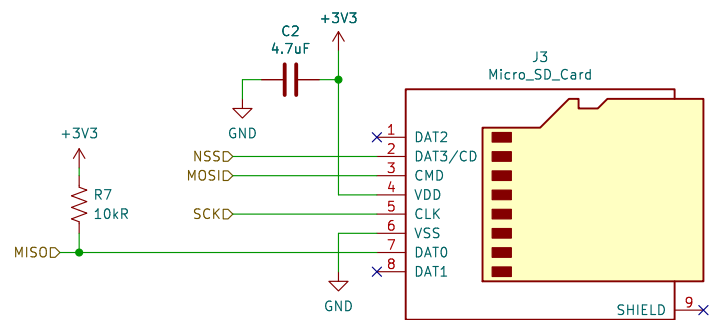 +3V3
C2
4.7uF
J3
Micro_SD_Card
GND
+3V3
1 DAT2
NSS 2 DAT3/CD
MOSI 3 CMD
R7 4 VDD
10kR SCK 5 CLK
6 VSS
MISO 7 DAT0
8 DAT1
GND
SHIELD 9